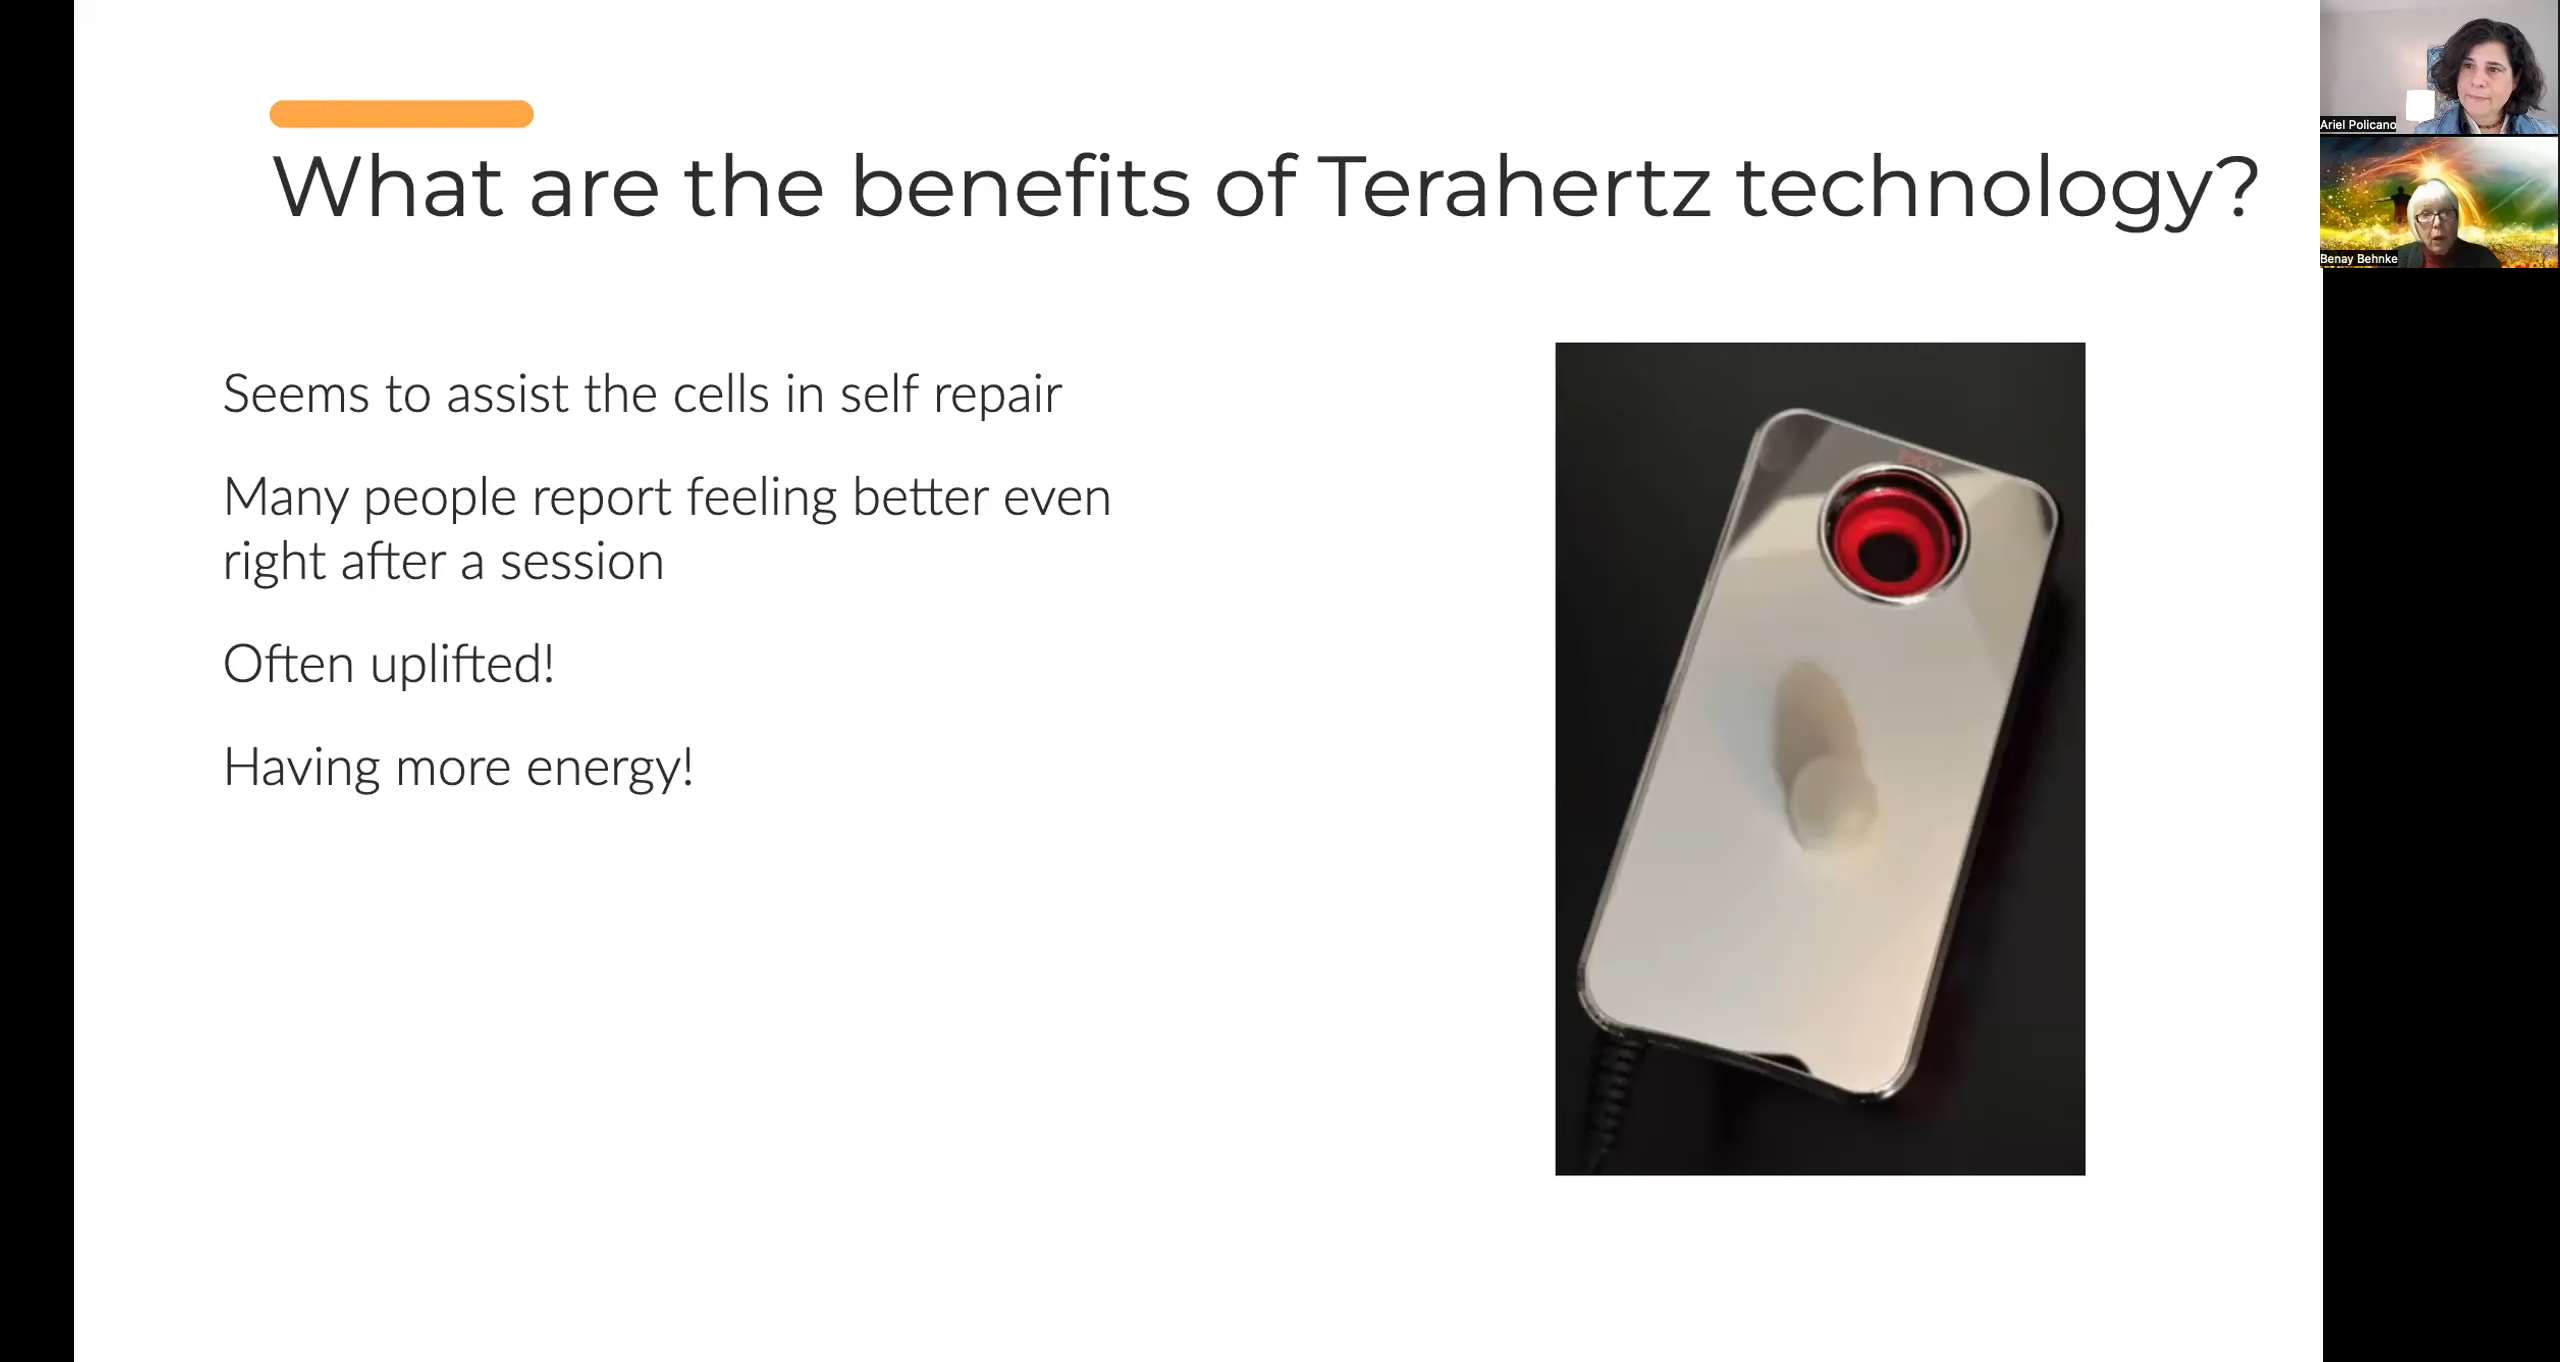 What are the benefits of Terahertz technology?
Seems to assist the cells in self repair
Many people report feeling better even
right after a session
Often uplifted!
Having more energy!
Ariel Policano
Benay Behnke